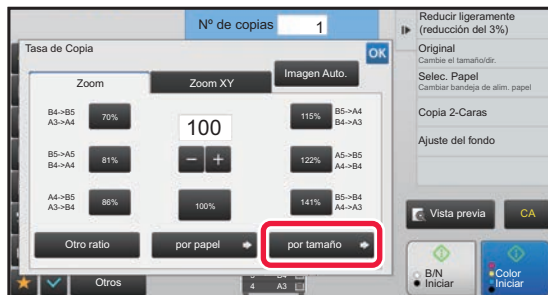 Nº de copias
1
Tasa de Copia
OK
Zoom
Zoom XY
Imagen Auto.
B4->B5
A3->A4
70%
100
115%
B5->A4
B4->A3
B5->A5
B4->A4
81%
122%
A5->B5
A4->B4
A4->B5
A3->B4
86%
100%
141%
B5->B4
A4->A3
Otro ratio
por papel
por tamaño
Otros
4 A3
Reducir ligeramente
(reducción del 3%)
Original
Cambie el tamaño/dir.
Selec. Papel
Cambiar bandeja de alim. papel
Copia 2-Caras
Ajuste del fondo
Vista previa
CA
B/N
Iniciar
Color
Iniciar